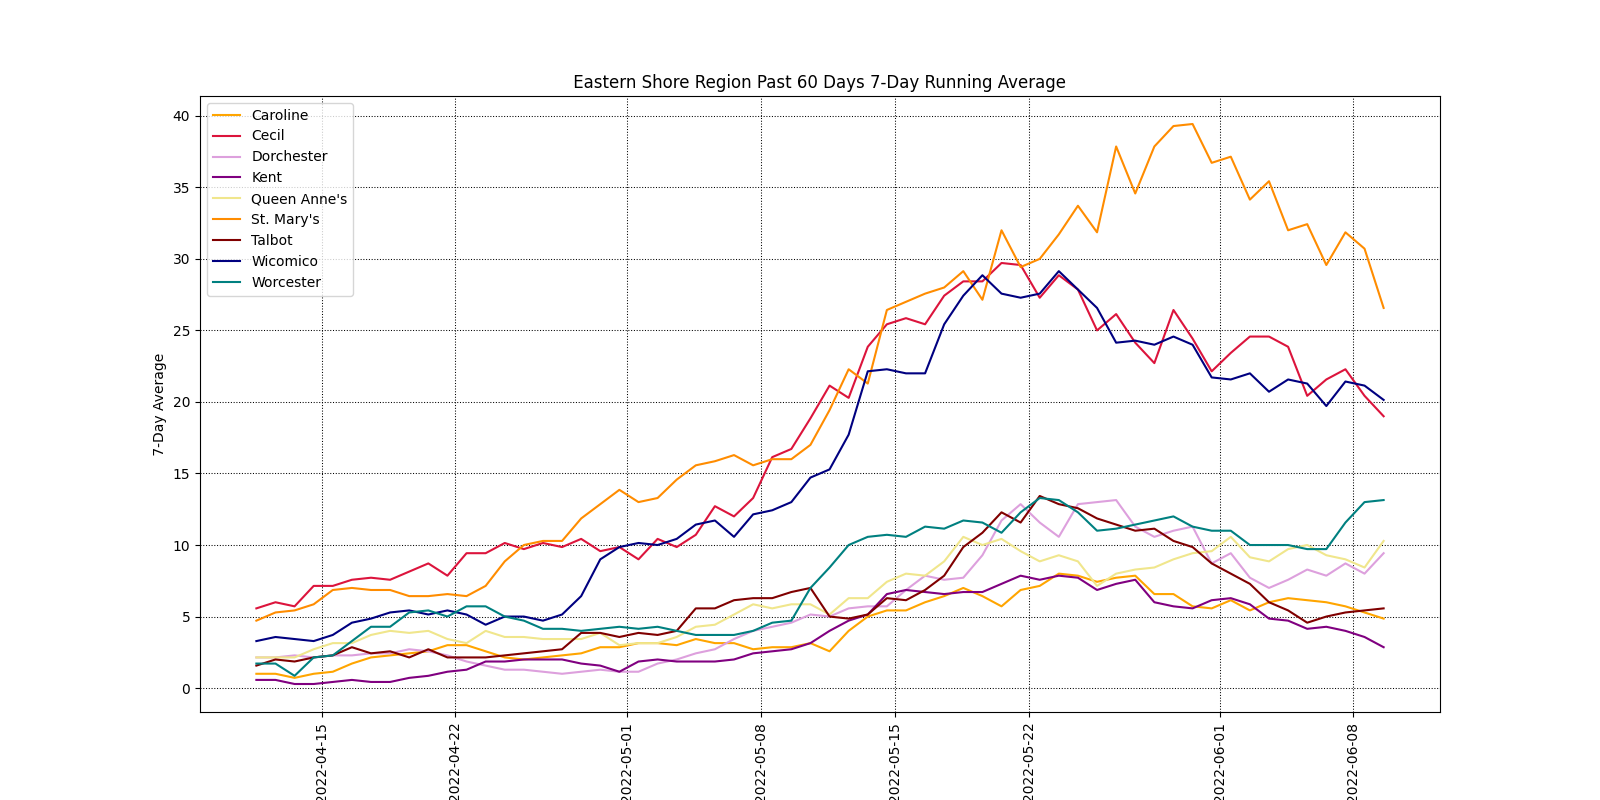 Eastern Shore Region Past 60 Days 7-Day Running Average
Caroline
Cecil
Dorchester
Kent
Queen Anne's
St. Mary's
Talbot
Wicomico
Worcester
7-Day Average
40
35
30
25
20
15
10
5
0
2022-04-15
2022-04-22
2022-05-01
2022-05-08
2022-05-15
2022-05-22
2022-06-01
2022-06-08